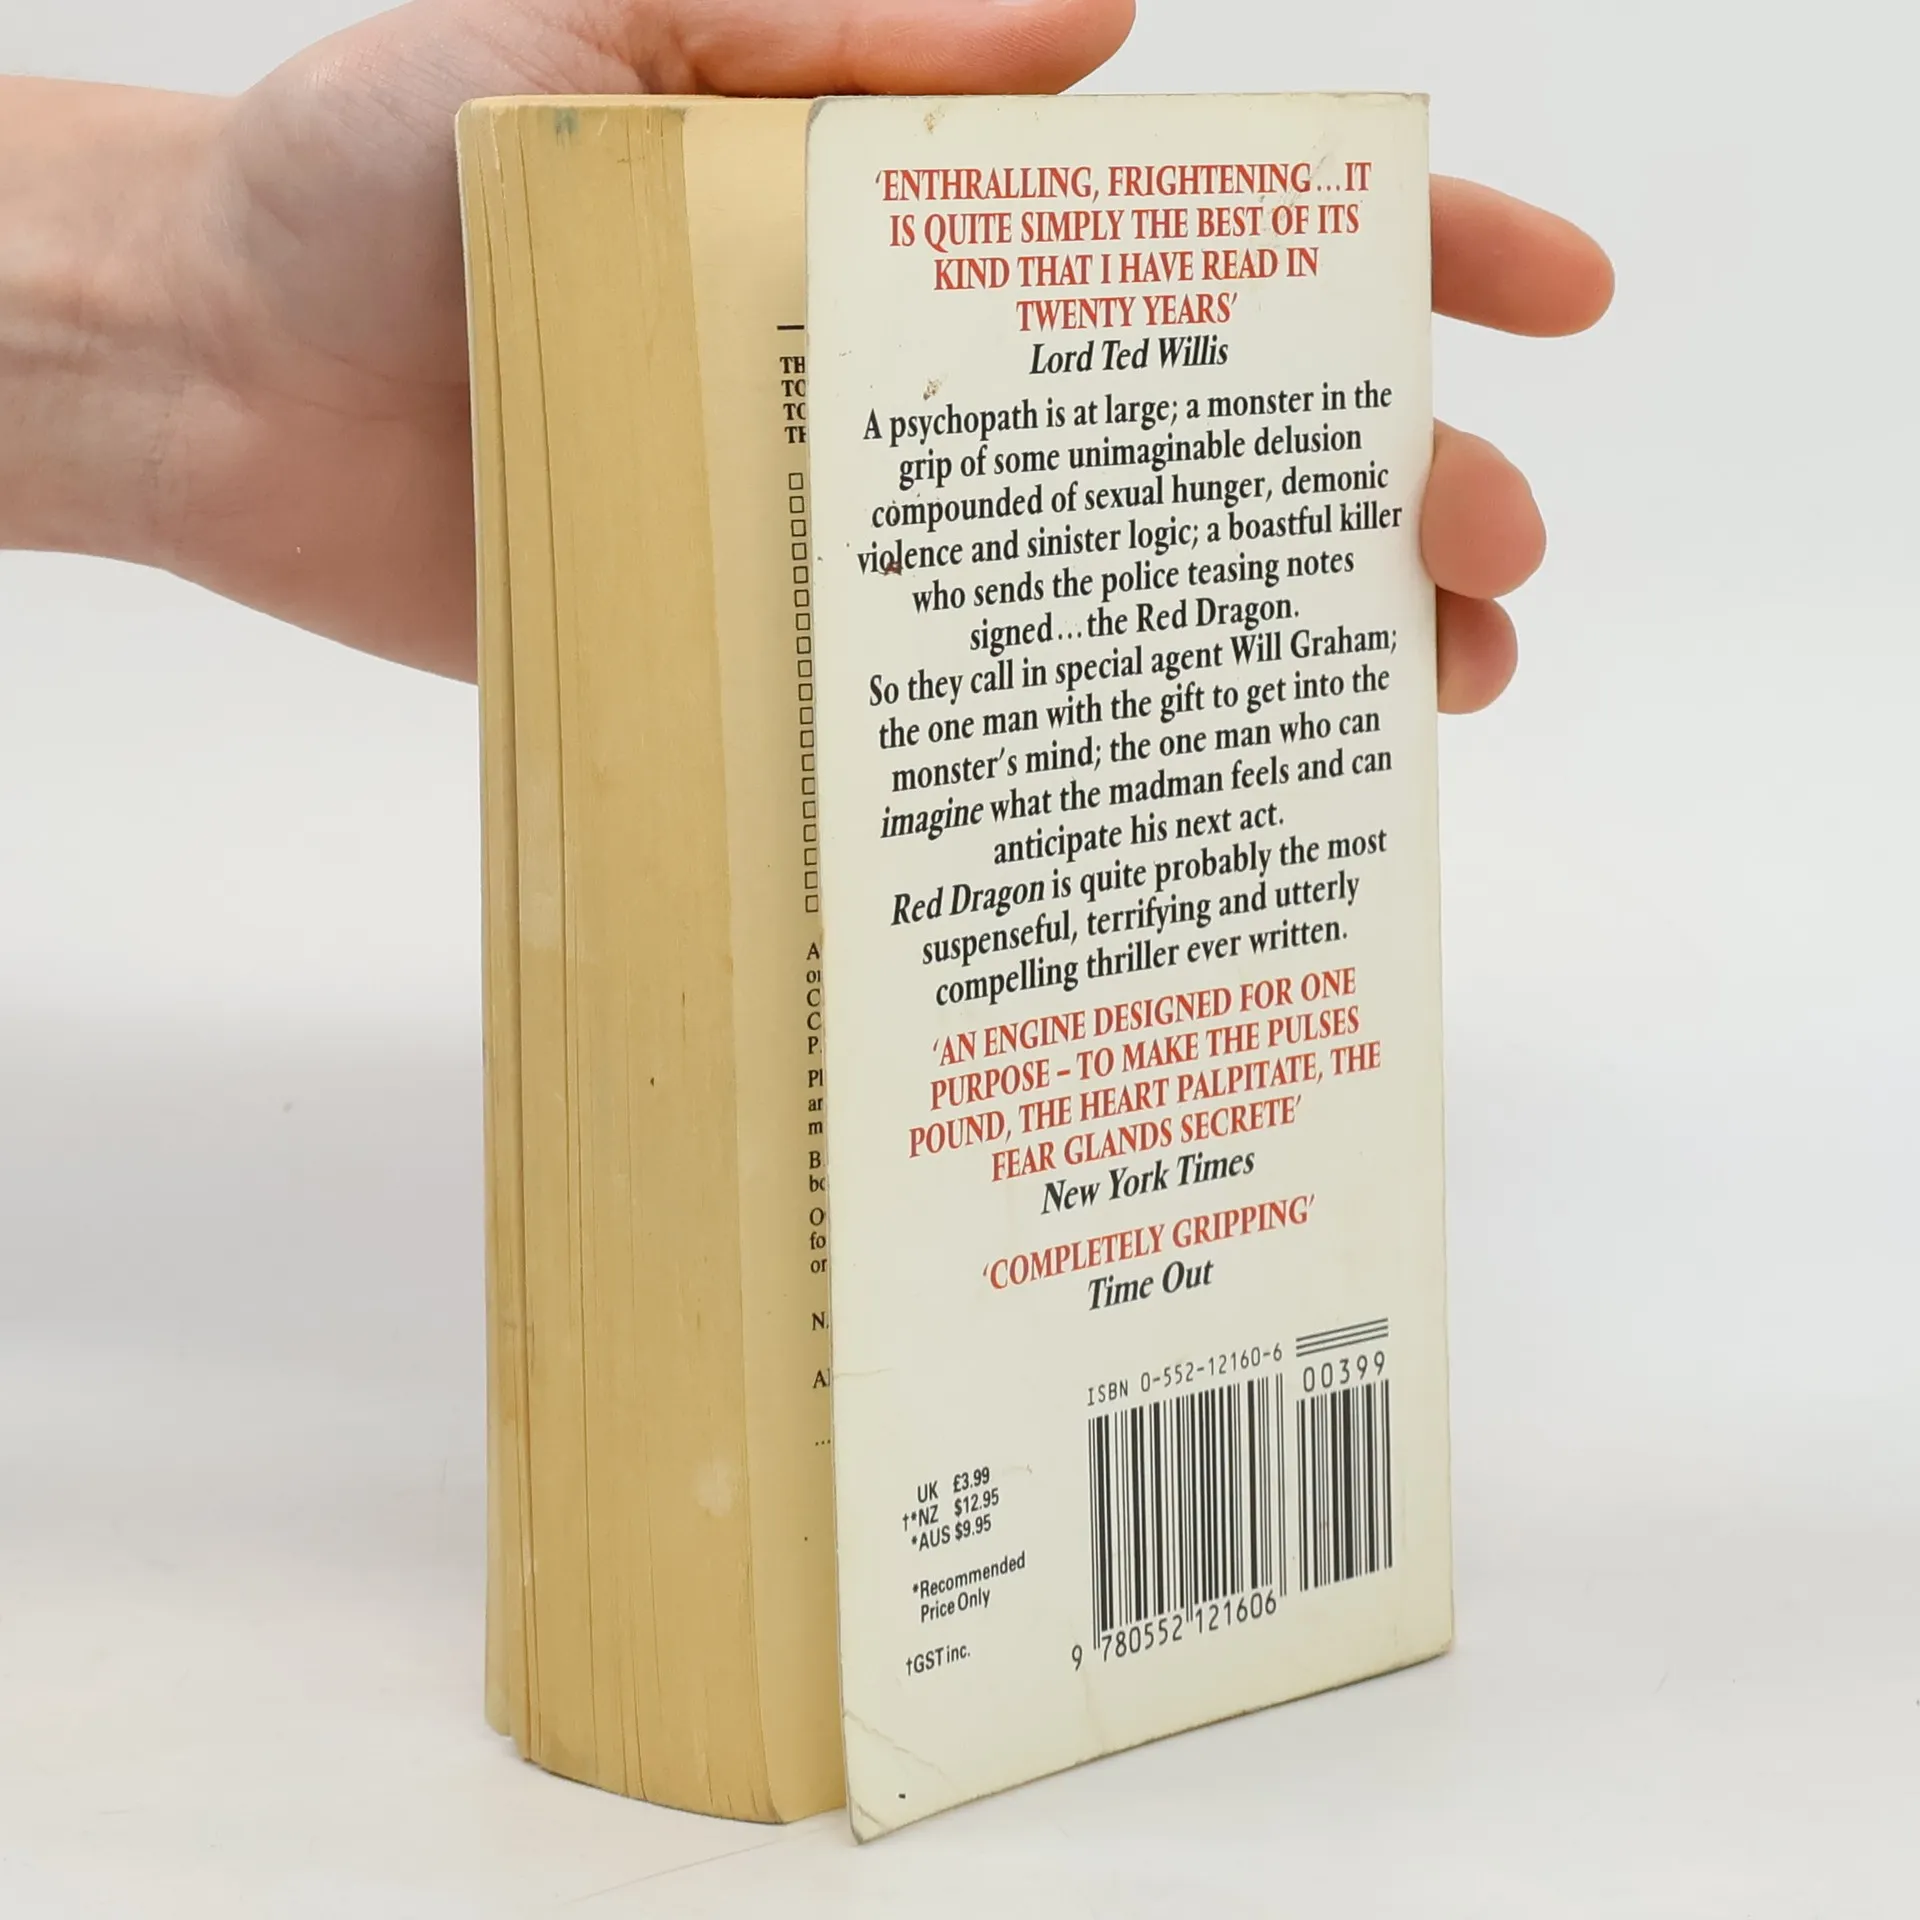 'ENTHRALLING, FRIGHTENING...IT
IS QUITE SIMPLY THE BEST OF ITS
KIND THAT I HAVE READ IN
TWENTY YEARS'
Lord Ted Willis
A psychopath is at large; a monster in the
grip of some unimaginable delusion
compounded of sexual hunger, demonic
violence and sinister logic; a boastful killer
who sends the police teasing notes
signed...the Red Dragon.
So they call in special agent Will Graham;
the one man with the gift to get into the
monster's mind; the one man who can
imagine what the madman feels and can
anticipate his next act.
Red Dragon is quite probably the most
suspenseful, terrifying and utterly
compelling thriller ever written.
'AN ENGINE DESIGNED FOR ONE
PURPOSE – TO MAKE THE PULSES
POUND, THE HEART PALPITATE, THE
FEAR GLANDS SECRETE'
New York Times
'COMPLETELY GRIPPING'
Time Out
ISBN 0-552-12160-6
00399
UK £3.99
†*NZ $12.95
*AUS $9.95
*Recommended
Price Only
†GST inc.
9 780552 121606